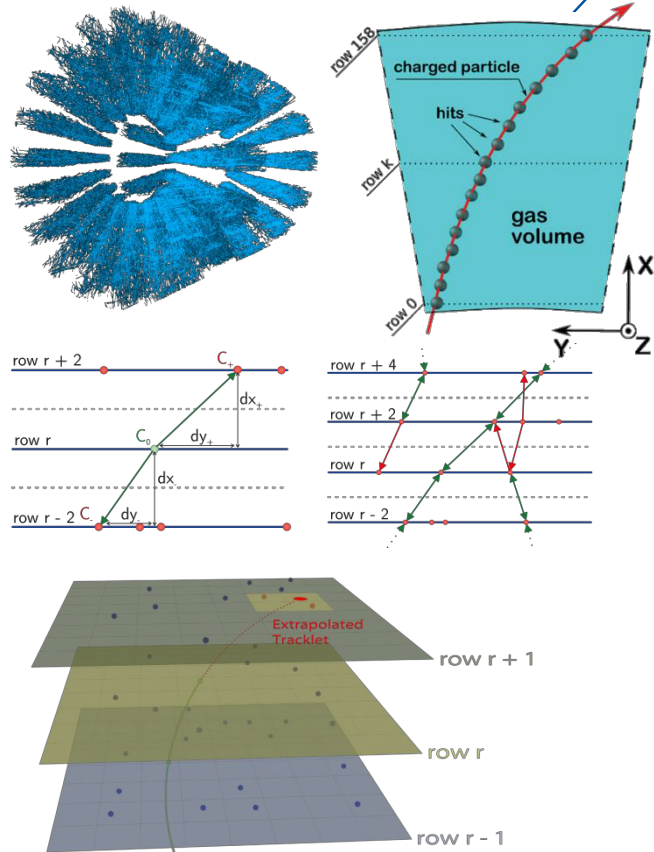 row 158
charged particle
hits
row k
gas
volume
row 0
X
Y
Z
row r + 2
C+
C0
dy+
dx+
row r
dx-
row r - 2
C-
dy-
row r + 4
row r + 2
row r
row r - 2
Extrapolated
Tracklet
row r + 1
row r
row r - 1